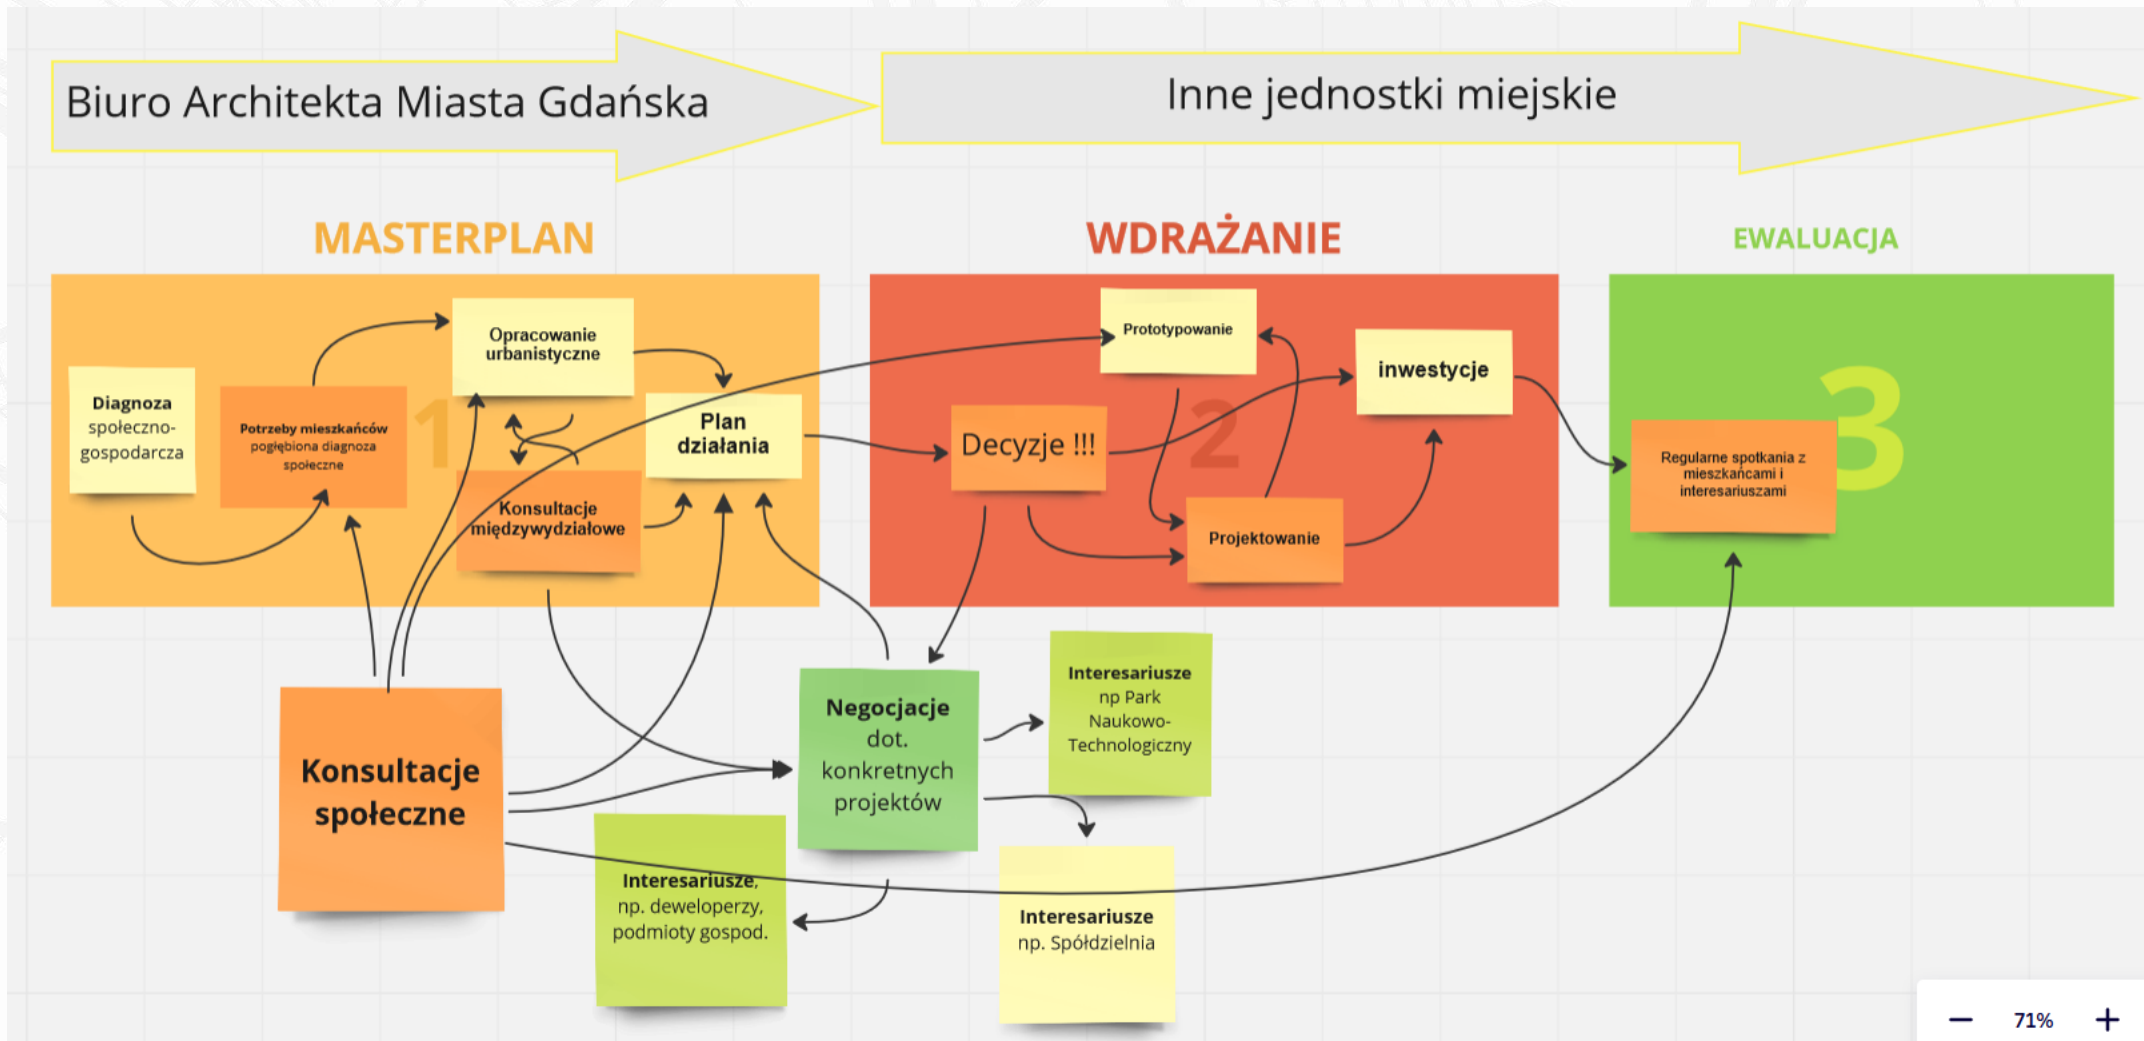 Biuro Architekta Miasta Gdańska
Inne jednostki miejskie
MASTERPLAN
WDRAŻANIE
EWALUACJA
1
Diagnoza
społeczno-
gospodarcza
Potrzeby mieszkańców
pogłębiona diagnoza
społeczne
Opracowanie
urbanistyczne
Konsultacje
międzywydziałowe
Plan
działania
2
Prototypowanie
Decyzje !!!
Projektowanie
inwestycje
3
Regularne spotkania z
mieszkańcami i
interesariuszami
Konsultacje
społeczne
Negocjacje
dot.
konkretnych
projektów
Interesariusze
np Park
Naukowo-
Technologiczny
Interesariusze,
np. deweloperzy,
podmioty gospod.
Interesariusze
np. Spółdzielnia
71%